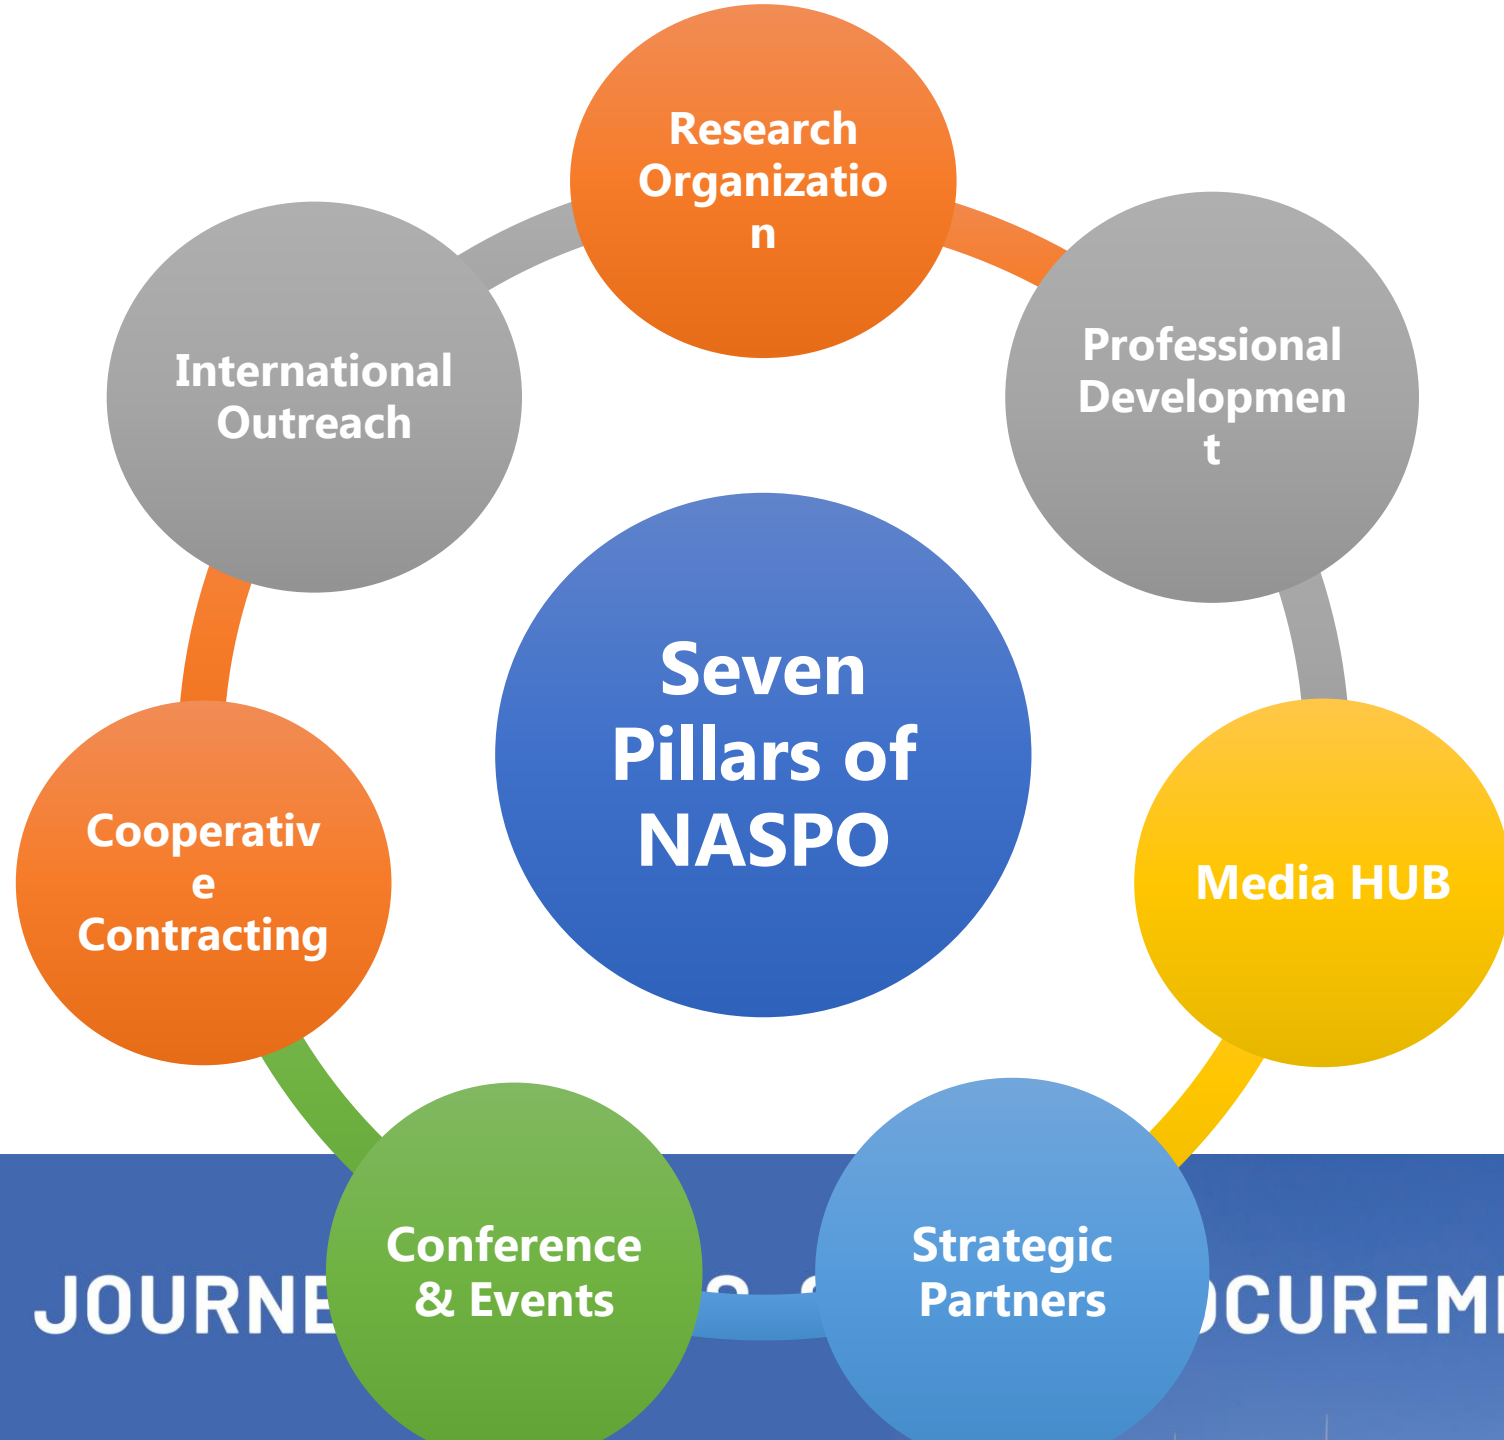 Research
Organizatio
n
Professional
Developmen
t
International
Outreach
Seven
Pillars of
NASPO
Cooperativ
e
Contracting
Media HUB
Conference
& Events
Strategic
Partners
JOURNE
OCUREM